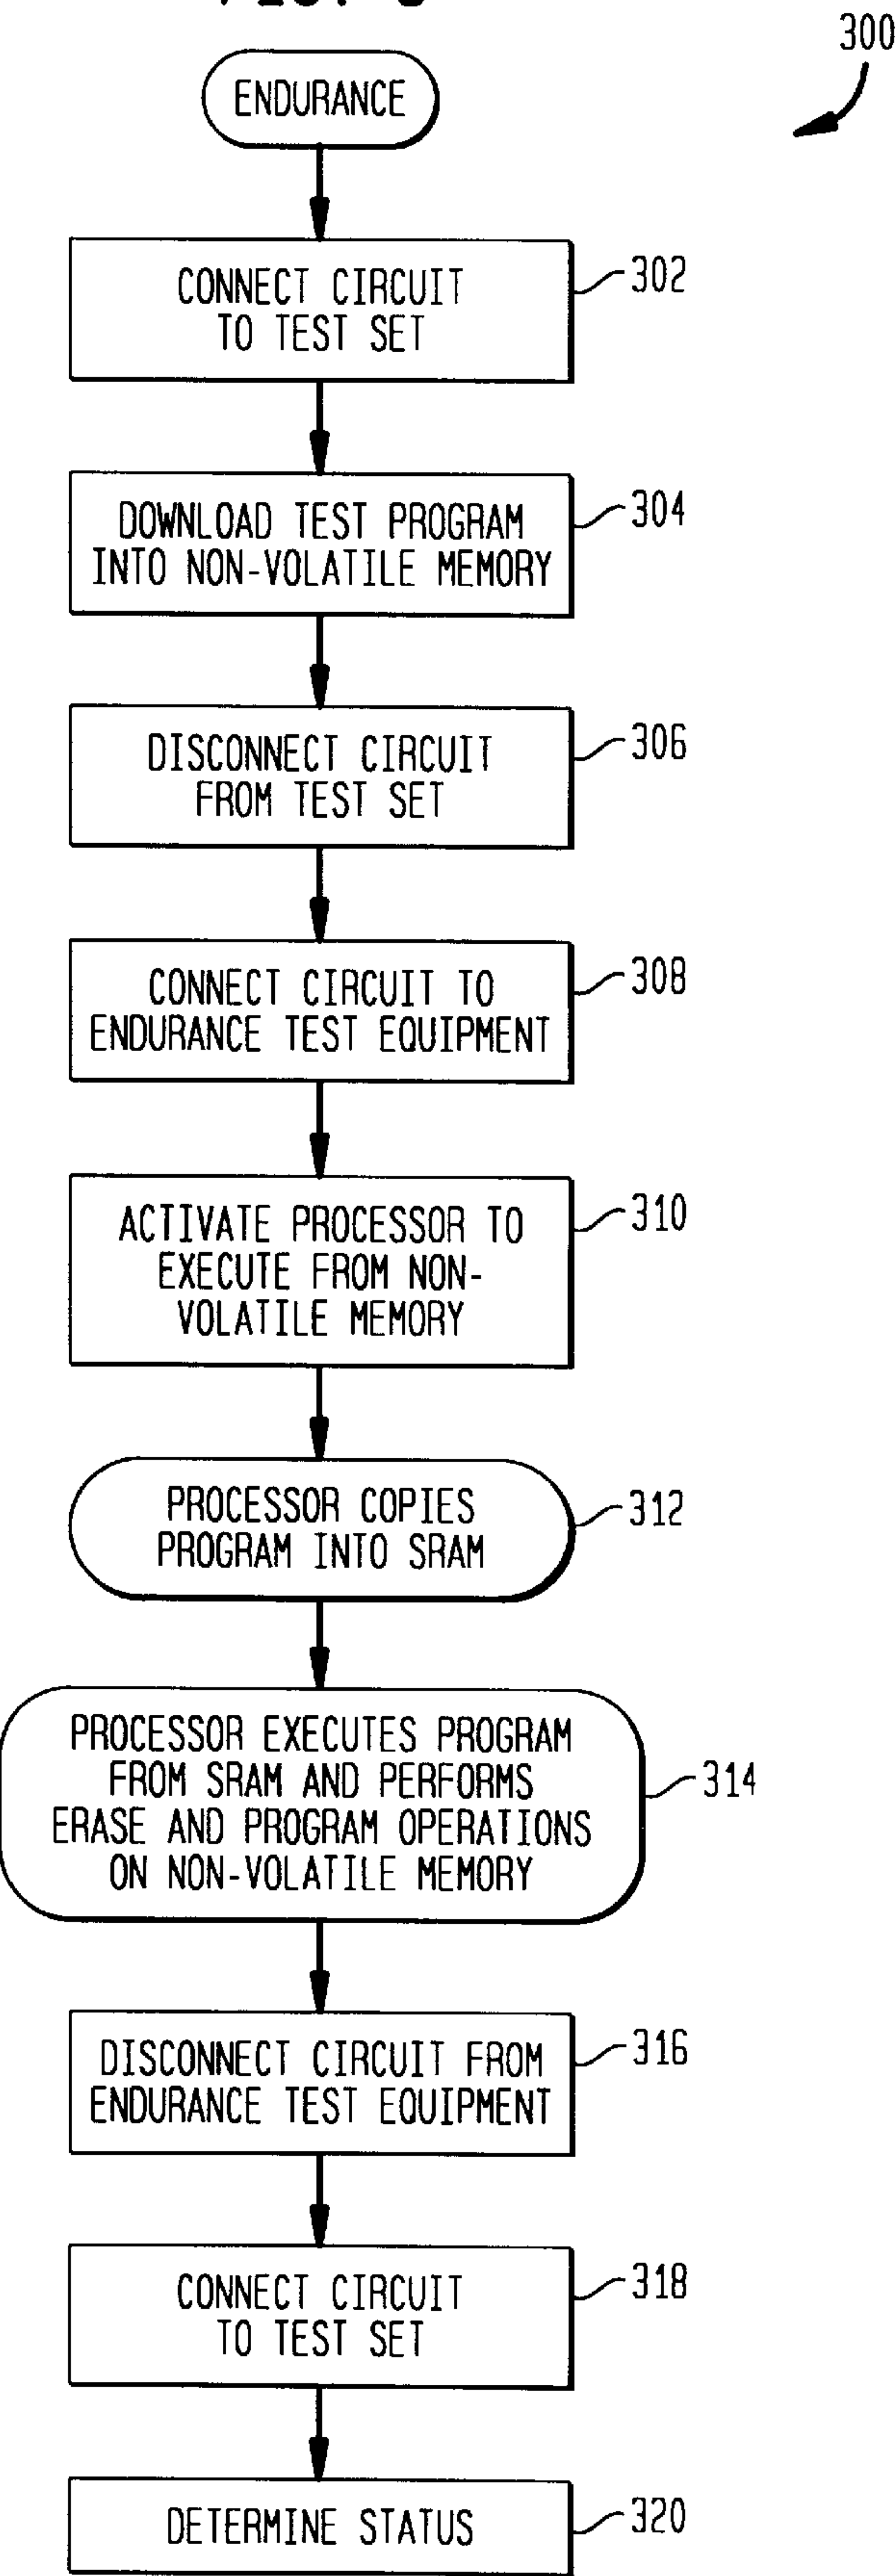 300
ENDURANCE
CONNECT CIRCUIT
TO TEST SET
302
DOWNLOAD TEST PROGRAM
INTO NON-VOLATILE MEMORY
304
DISCONNECT CIRCUIT
FROM TEST SET
306
CONNECT CIRCUIT TO
ENDURANCE TEST EQUIPMENT
308
ACTIVATE PROCESSOR TO
EXECUTE FROM NON-
VOLATILE MEMORY
310
PROCESSOR COPIES
PROGRAM INTO SRAM
312
PROCESSOR EXECUTES PROGRAM
FROM SRAM AND PERFORMS
ERASE AND PROGRAM OPERATIONS
ON NON-VOLATILE MEMORY
314
DISCONNECT CIRCUIT FROM
ENDURANCE TEST EQUIPMENT
316
CONNECT CIRCUIT
TO TEST SET
318
DETERMINE STATUS
320